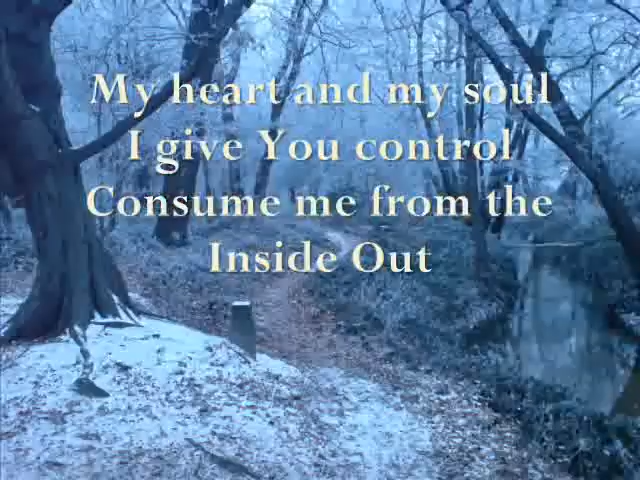 My heart and my soul
I give You control
Consume me from the
Inside Out